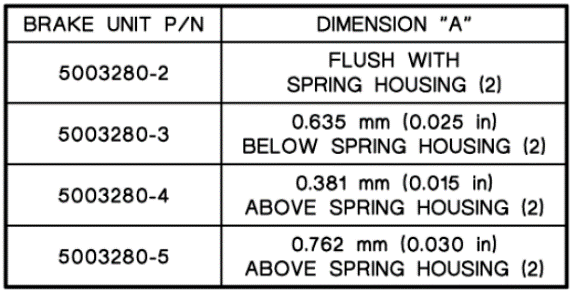 BRAKE UNIT P/N
DIMENSION "A"
5003280-2
FLUSH WITH
SPRING HOUSING (2)
5003280-3
0.635 mm (0.025 in)
BELOW SPRING HOUSING (2)
5003280-4
0.381 mm (0.015 in)
ABOVE SPRING HOUSING (2)
5003280-5
0.762 mm (0.030 in)
ABOVE SPRING HOUSING (2)